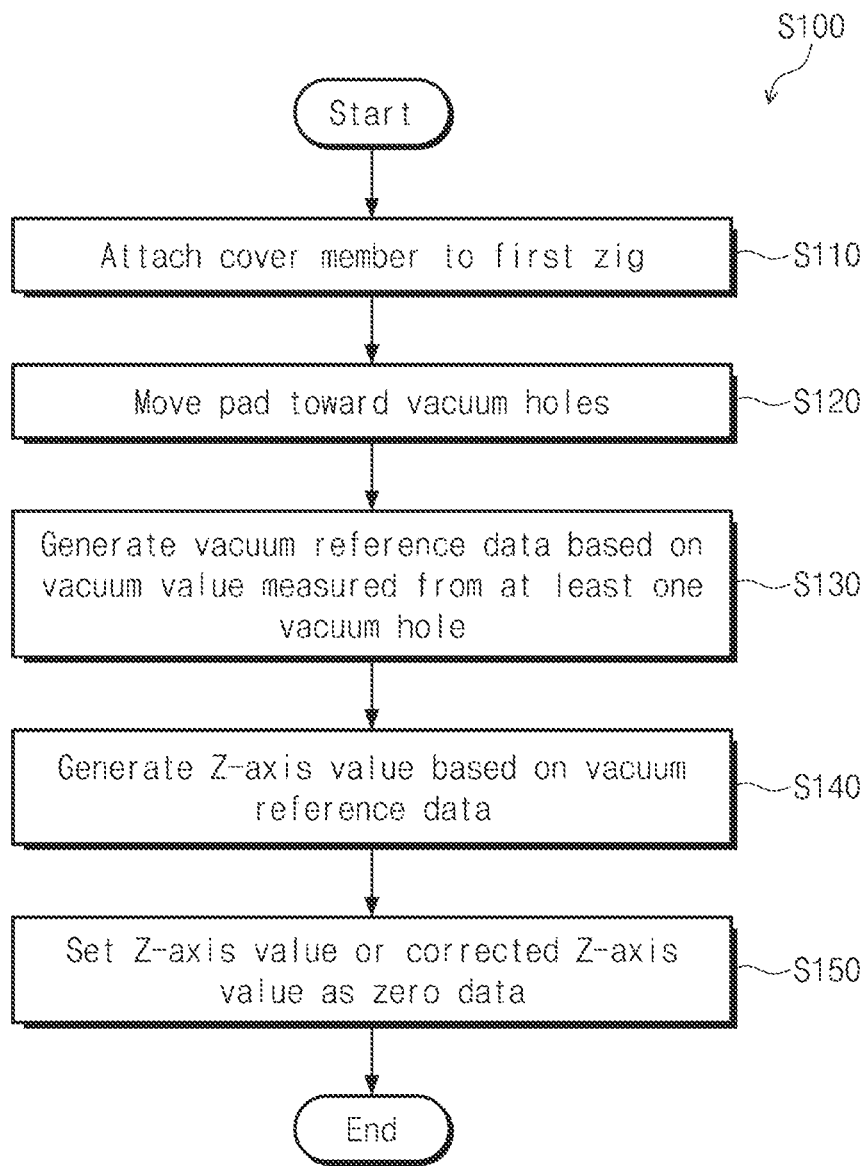 S100
Start
Attach cover member to first zig
S110
Move pad toward vacuum holes
S120
Generate vacuum reference data based on
vacuum value measured from at least one
vacuum hole
S130
Generate Z-axis value based on vacuum
reference data
S140
Set Z-axis value or corrected Z-axis
value as zero data
S150
End